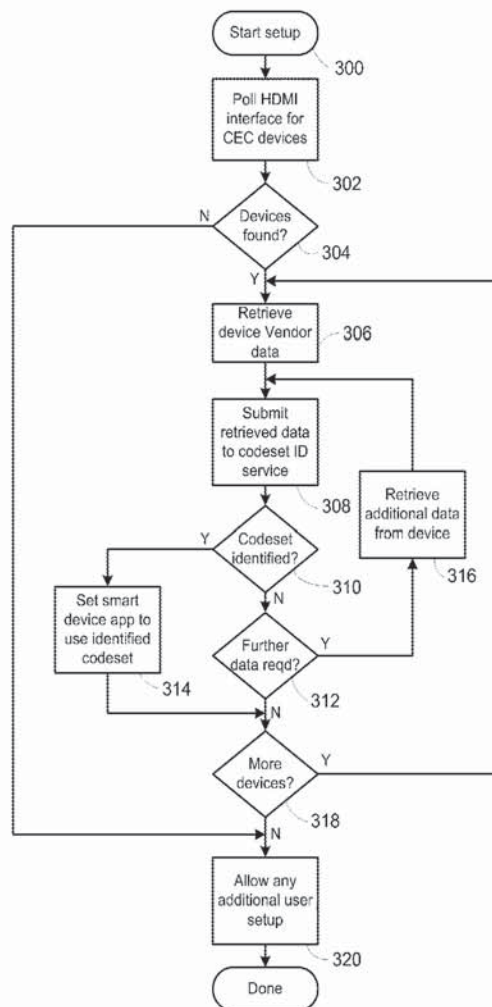 Start setup
300
Poll HDMI
interface for
CEC devices
302
N
Devices
found?
304
Y
Retrieve
device Vendor
data
306
Submit
retrieved data
to codeset ID
service
308
Retrieve
additional data
from device
316
Y
Codeset
identified?
310
N
Set smart
device app to
use identified
codeset
314
Further
data reqd?
Y
312
N
More
devices?
Y
318
N
Allow any
additional user
setup
320
Done